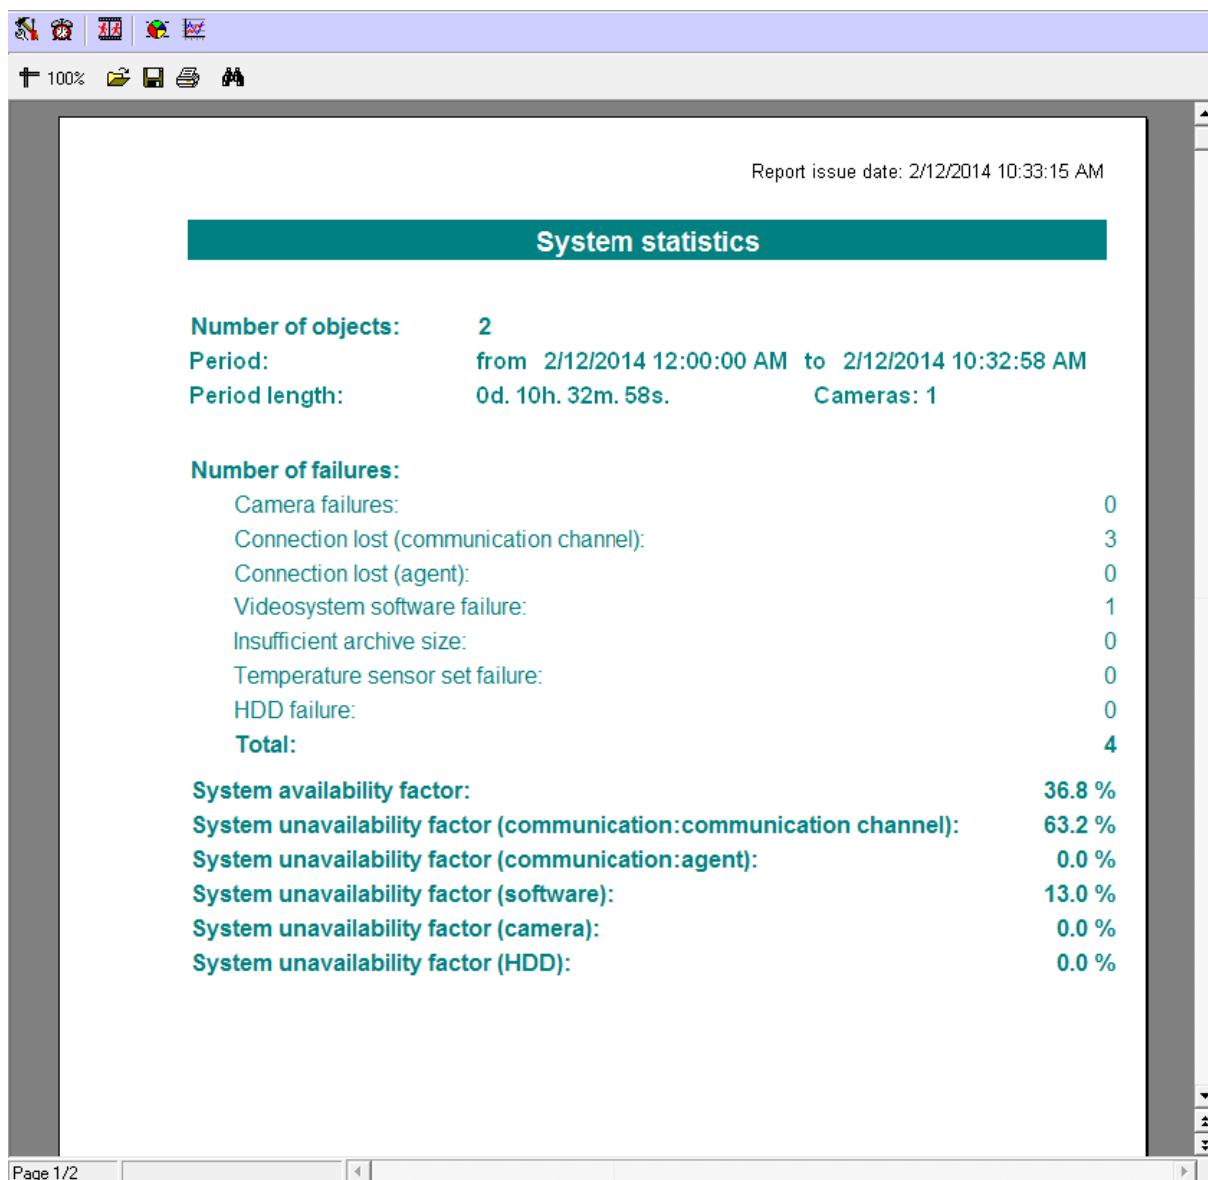 100%
Report issue date: 2/12/2014 10:33:15 AM
System statistics
Number of objects: 2
Period: from 2/12/2014 12:00:00 AM to 2/12/2014 10:32:58 AM
Period length: 0d. 10h. 32m. 58s. Cameras: 1
Number of failures:
Camera failures: 0
Connection lost (communication channel): 3
Connection lost (agent): 0
Videosystem software failure: 1
Insufficient archive size: 0
Temperature sensor set failure: 0
HDD failure: 0
Total: 4
System availability factor: 36.8 %
System unavailability factor (communication:communication channel): 63.2 %
System unavailability factor (communication:agent): 0.0 %
System unavailability factor (software): 13.0 %
System unavailability factor (camera): 0.0 %
System unavailability factor (HDD): 0.0 %
Page 1/2